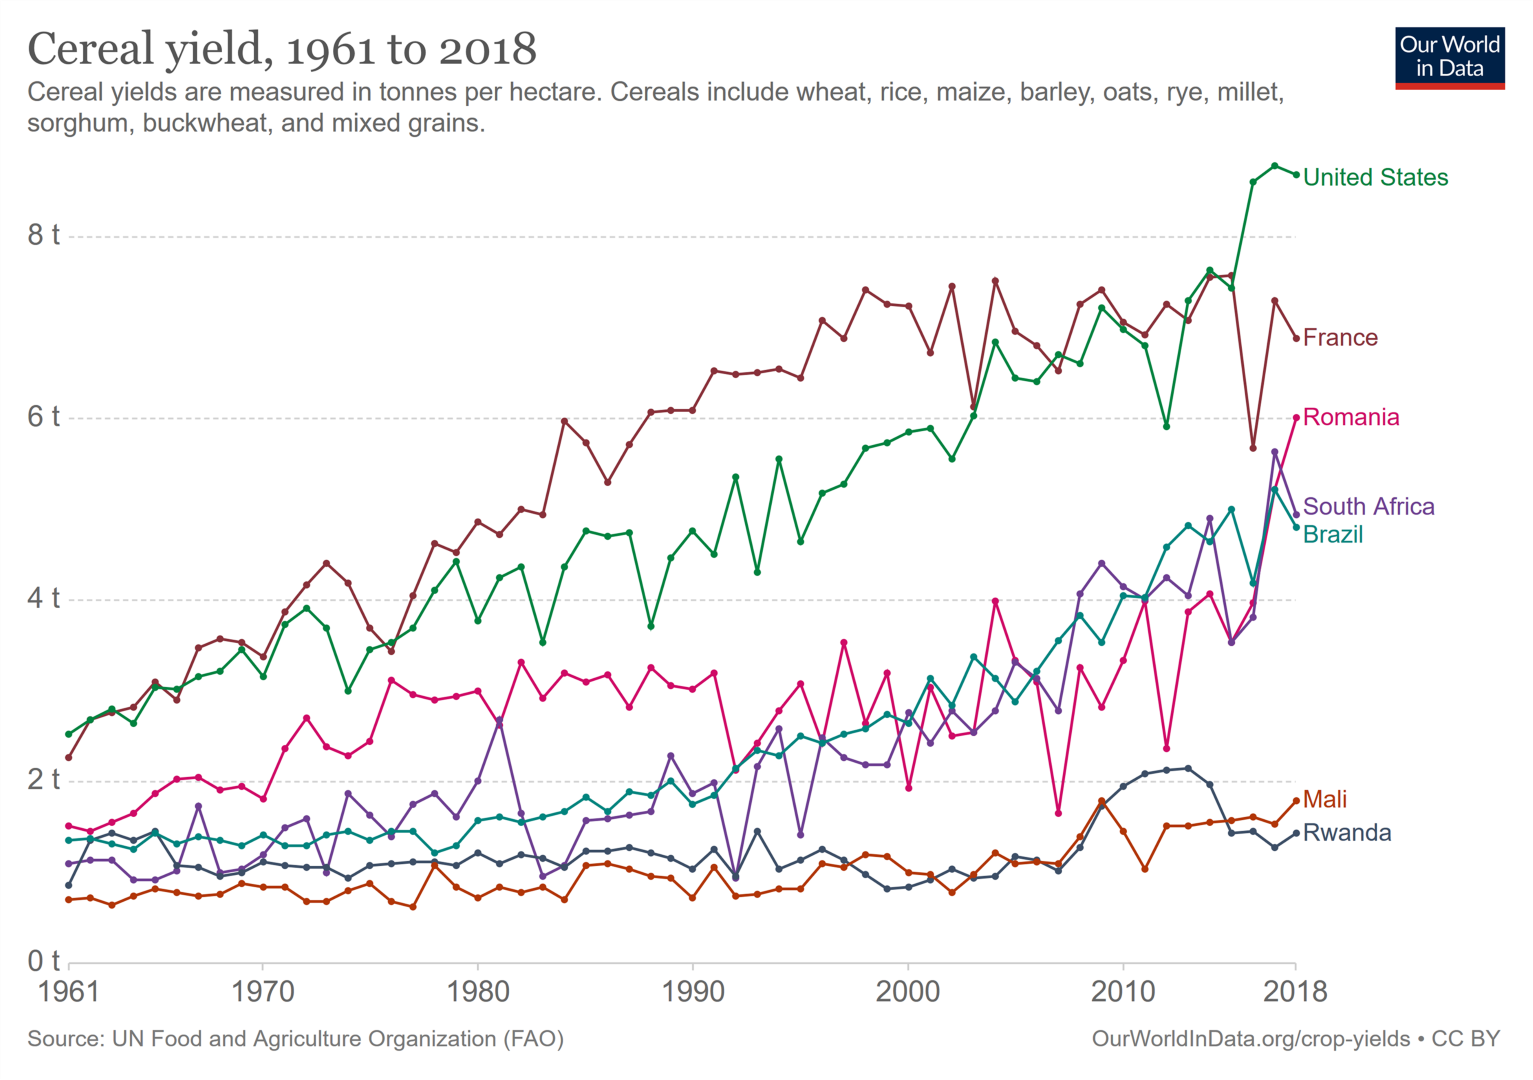 Cereal yield, 1961 to 2018
Our World
in Data
Cereal yields are measured in tonnes per hectare. Cereals include wheat, rice, maize, barley, oats, rye, millet,
sorghum, buckwheat, and mixed grains.
United States
8 t
France
6 t
Romania
South Africa
Brazil
4 t
2 t
Mali
Rwanda
0 t
1961 1970 1980 1990 2000 2010 2018
Source: UN Food and Agriculture Organization (FAO)
OurWorldInData.org/crop-yields • CC BY